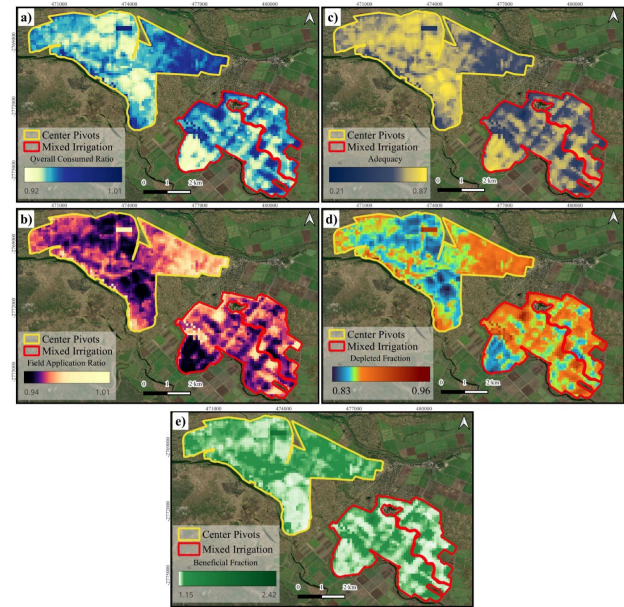 471000 474000 477000 480000
a)
Center Pivots
Mixed Irrigation
Overall Consumed Ratio
0.92 1.01
0 1 2 km
471000 474000 477000 480000
c)
Center Pivots
Mixed Irrigation
Adequacy
0.21 0.87
0 1 2 km
471000 474000 477000 480000
b)
Center Pivots
Mixed Irrigation
Field Application Ratio
0.94 1.01
0 1 2 km
471000 474000 477000 480000
d)
Center Pivots
Mixed Irrigation
Depleted Fraction
0.83 0.96
0 1 2 km
471000 474000 477000 480000
e)
Center Pivots
Mixed Irrigation
Beneficial Fraction
1.15 2.42
0 1 2 km